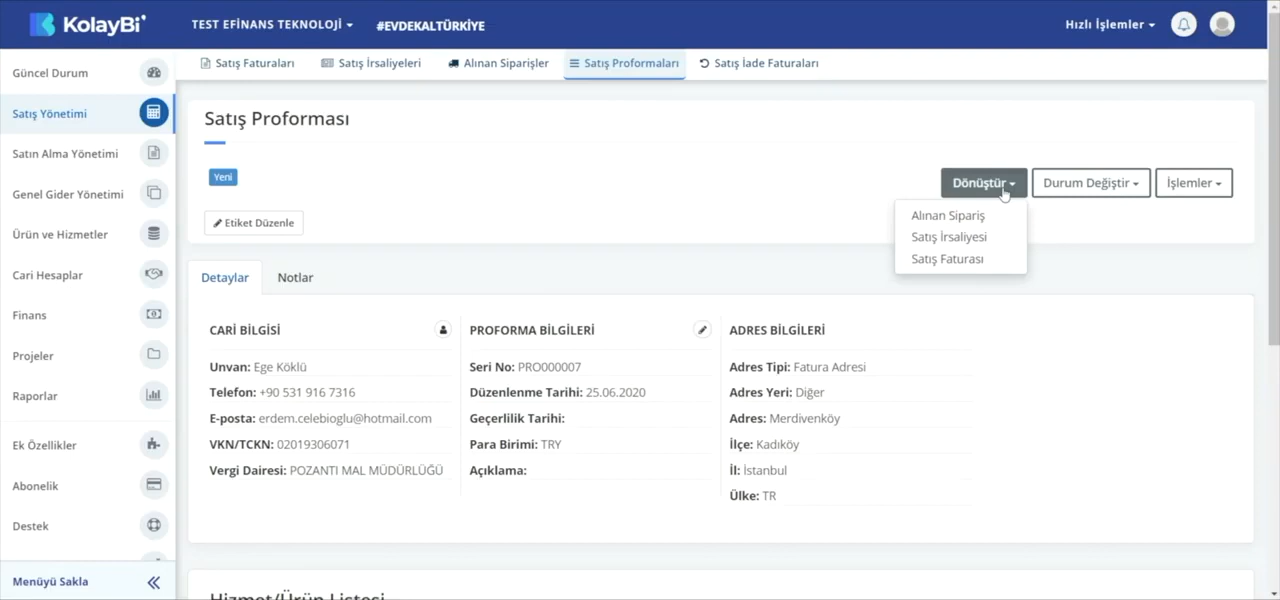 KolayBi'
TEST EFİNANS TEKNOLOJİ
#EVDEKALTÜRKİYE
Hızlı İşlemler
Güncel Durum
Satış Yönetimi
Satın Alma Yönetimi
Genel Gider Yönetimi
Ürün ve Hizmetler
Cari Hesaplar
Finans
Projeler
Raporlar
Ek Özellikler
Abonelik
Destek
Menüyü Sakla
Satış Faturaları
Satış İrsaliyeleri
Alınan Siparişler
Satış Proformaları
Satış İade Faturaları
Satış Proforması
Yeni
Dönüştür
Durum Değiştir
İşlemler
Alınan Sipariş
Satış İrsaliyesi
Satış Faturası
Etiket Düzenle
Detaylar
Notlar
CARİ BİLGİSİ
Unvan: Ege Köklü
Telefon: +90 531 916 7316
E-posta: erdem.celebioglu@hotmail.com
VKN/TCKN: 02019306071
Vergi Dairesi: POZANTI MAL MÜDÜRLÜĞÜ
PROFORMA BİLGİLERİ
Seri No: PRO000007
Düzenlenme Tarihi: 25.06.2020
Geçerlilik Tarihi:
Para Birimi: TRY
Açıklama:
ADRES BİLGİLERİ
Adres Tipi: Fatura Adresi
Adres Yeri: Diğer
Adres: Merdivenköy
İlçe: Kadıköy
İl: İstanbul
Ülke: TR
Hizmet/Ürün Listesi